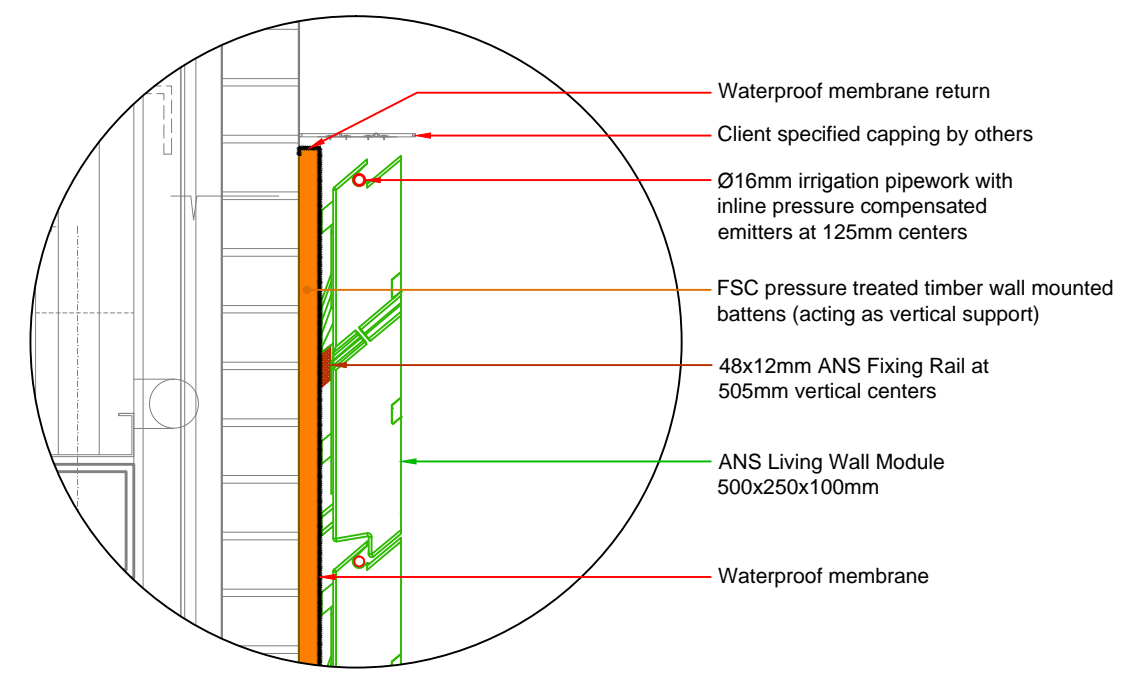 Waterproof membrane return
Client specified capping by others
Ø16mm irrigation pipework with
inline pressure compensated
emitters at 125mm centers
FSC pressure treated timber wall mounted
battens (acting as vertical support)
48x12mm ANS Fixing Rail at
505mm vertical centers
ANS Living Wall Module
500x250x100mm
Waterproof membrane